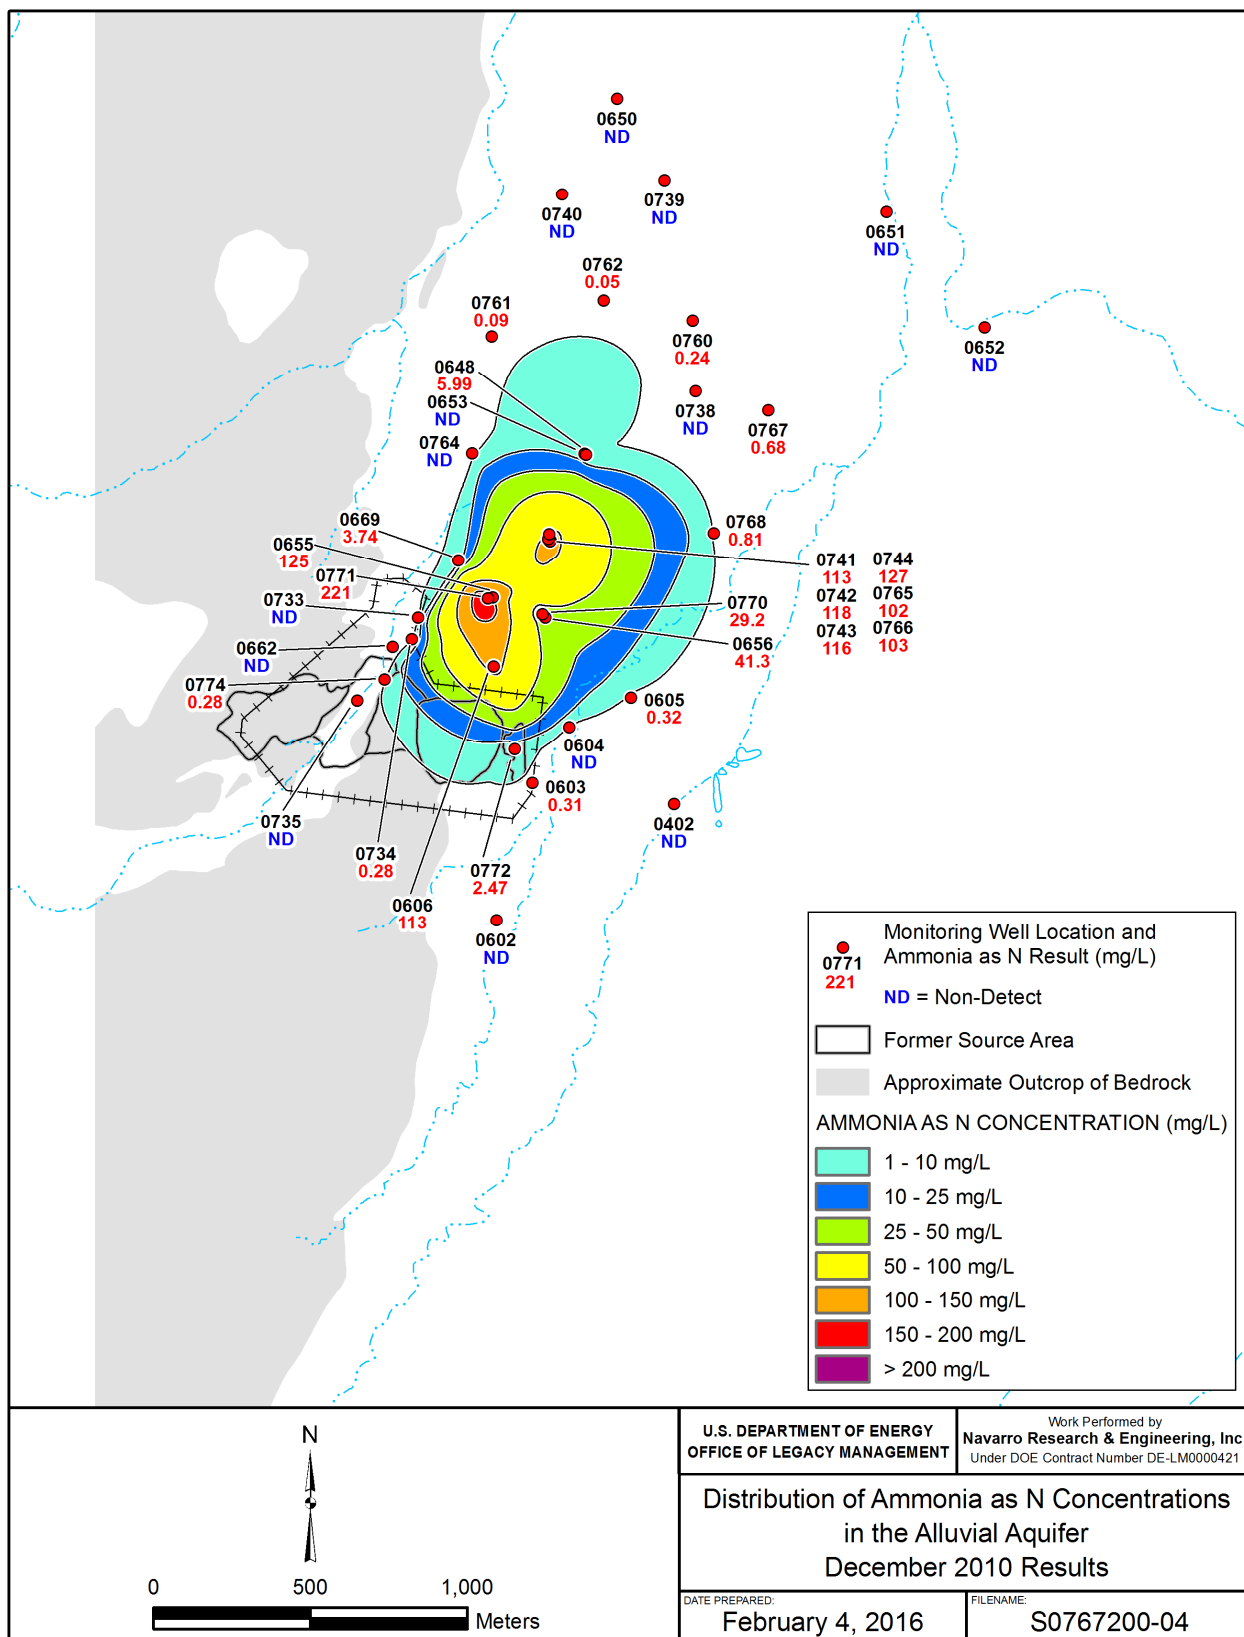 0650
ND
0739
ND
0740
ND
0651
ND
0762
0.05
0761
0.09
0760
0.24
0652
ND
0648
5.99
0653
ND
0738
ND
0767
0.68
0764
ND
0669
3.74
0768
0.81
0655
125
0741 0744
113 127
0742 0765
118 102
0743 0766
116 103
0771
221
0733
ND
0770
29.2
0656
41.3
0662
ND
0774
0.28
0605
0.32
0604
ND
0603
0.31
0402
ND
0735
ND
0734
0.28
0772
2.47
0606
113
0602
ND
Monitoring Well Location and
Ammonia as N Result (mg/L)
0771
221
ND = Non-Detect
Former Source Area
Approximate Outcrop of Bedrock
AMMONIA AS N CONCENTRATION (mg/L)
1 - 10 mg/L
10 - 25 mg/L
25 - 50 mg/L
50 - 100 mg/L
100 - 150 mg/L
150 - 200 mg/L
> 200 mg/L
N
0 500 1,000
Meters
U.S. DEPARTMENT OF ENERGY
OFFICE OF LEGACY MANAGEMENT
Work Performed by
Navarro Research & Engineering, Inc
Under DOE Contract Number DE-LM0000421
Distribution of Ammonia as N Concentrations
in the Alluvial Aquifer
December 2010 Results
DATE PREPARED:
February 4, 2016
FILENAME:
S0767200-04